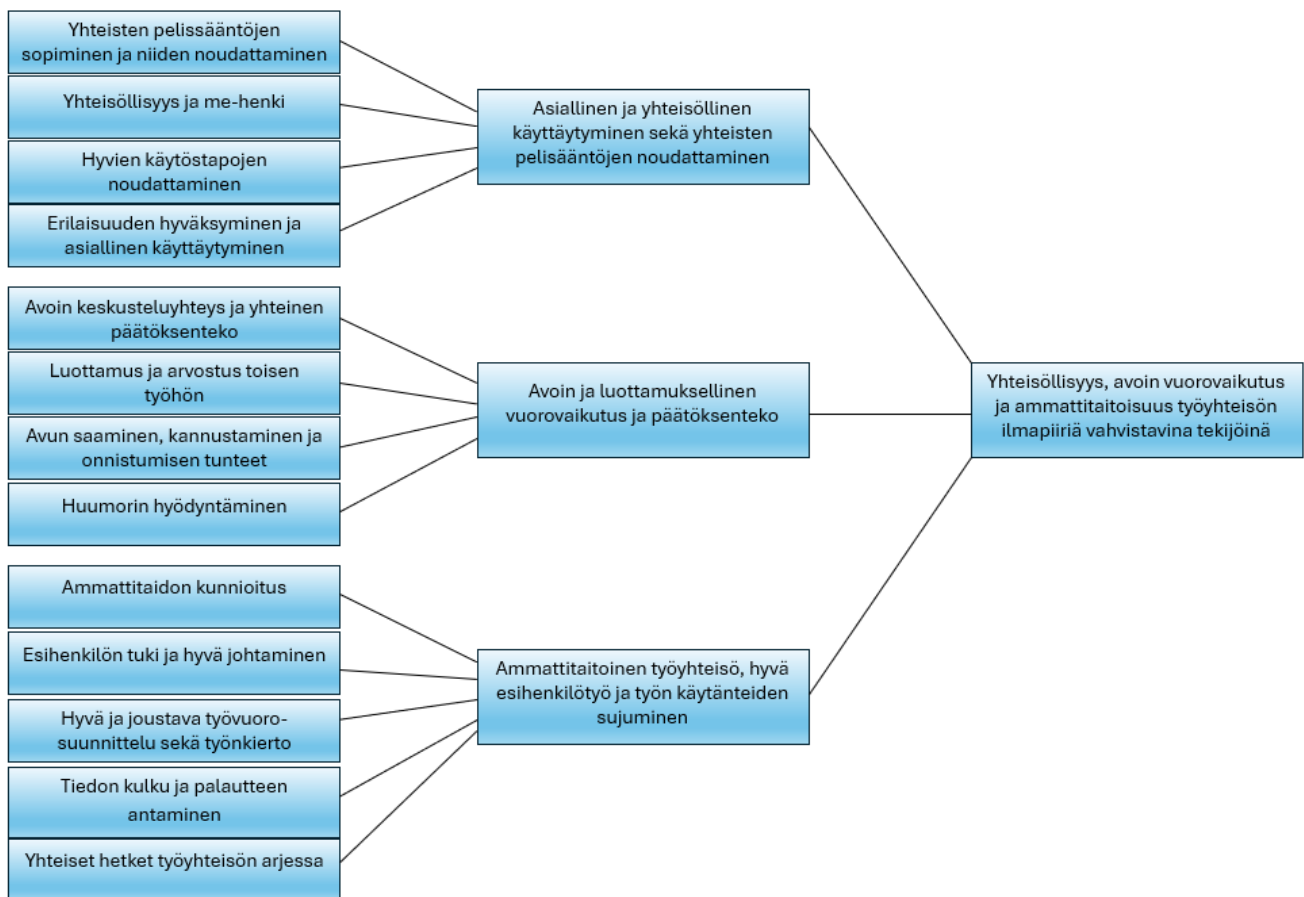 Yhteisten pelissääntöjen
sopiminen ja niiden noudattaminen
Yhteisöllisyys ja me-henki
Hyvien käytöstapojen
noudattaminen
Erilaisuuden hyväksyminen ja
asiallinen käyttäytyminen
Asiallinen ja yhteisöllinen
käyttäytyminen sekä yhteisten
pelisääntöjen noudattaminen
Avoin keskusteluyhteys ja yhteinen
päätöksenteko
Luottamus ja arvostus toisen
työhön
Avun saaminen, kannustaminen ja
onnistumisen tunteet
Huumorin hyödyntäminen
Avoin ja luottamuksellinen
vuorovaikutus ja päätöksenteko
Ammattitaidon kunnioitus
Esihenkilön tuki ja hyvä johtaminen
Hyvä ja joustava työvuoro-
suunnittelu sekä työnkierto
Tiedon kulku ja palautteen
antaminen
Yhteiset hetket työyhteisön arjessa
Ammattitaitoinen työyhteisö, hyvä
esihenkilötyö ja työn käytänteiden
sujuminen
Yhteisöllisyys, avoin vuorovaikutus
ja ammattitaitoisuus työyhteisön
ilmapiiriä vahvistavina tekijöinä